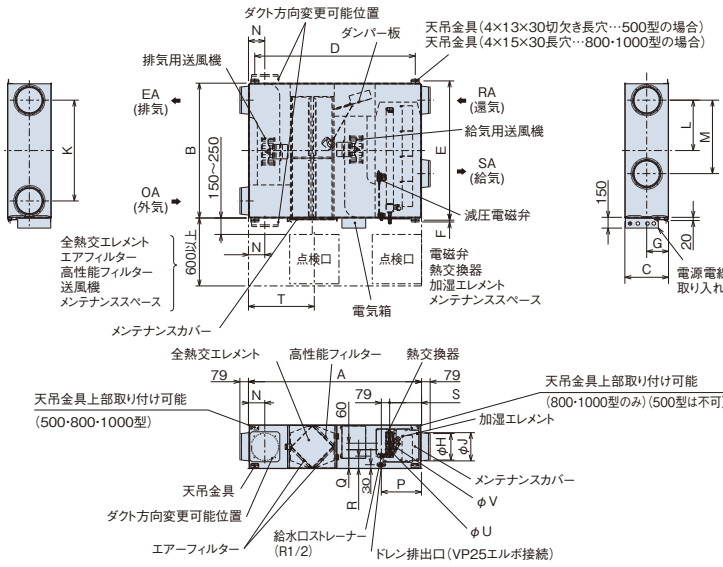 ダクト方向変更可能位置
N
D
ダンパー板
天吊金具(4×13×30切欠き長穴…500型の場合)
天吊金具(4×15×30長穴…800・1000型の場合)
排気用送風機
EA
(排気)
RA
(還気)
給気用送風機
K
B
E
L
M
SA
(給気)
OA
(外気)
150～250
減圧電磁弁
F
150
20
G
C
電源電線
取り入れ
600以上
N
全熱交エレメント
エアフィルター
高性能フィルター
送風機
メンテナンススペース
点検口
点検口
電磁弁
熱交換器
加湿エレメント
メンテナンススペース
T
電気箱
メンテナンスカバー
全熱交エレメント
高性能フィルター
熱交換器
79
A
79
N
60
79
S
天吊金具上部取り付け可能
(500・800・1000型)
天吊金具上部取り付け可能
(800・1000型のみ)(500型は不可)
加湿エレメント
φH
φJ
メンテナンスカバー
Q
R
30
P
φV
φU
天吊金具
ダクト方向変更可能位置
エアーフィルター
給水口ストレーナー
(R1/2)
ドレン排出口(VP25エルボ接続)